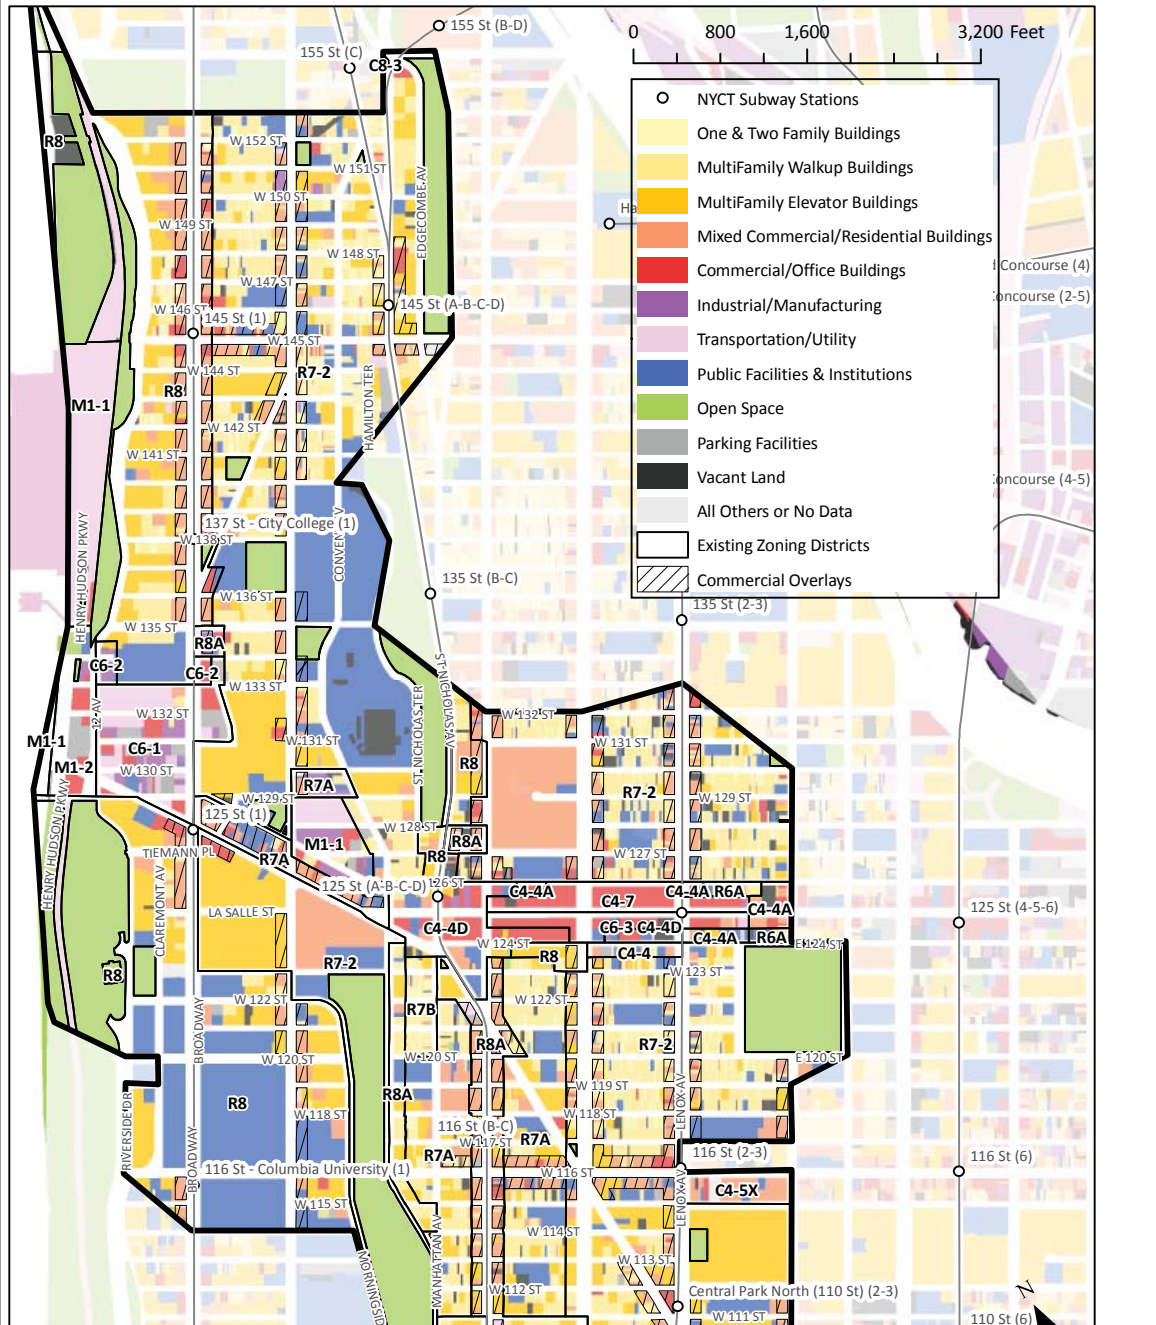 155 St (B-D)
155 St (C)
C8-3
0 800 1,600 3,200 Feet
NYCT Subway Stations
One & Two Family Buildings
MultiFamily Walkup Buildings
MultiFamily Elevator Buildings
Mixed Commercial/Residential Buildings
Commercial/Office Buildings
Industrial/Manufacturing
Transportation/Utility
Public Facilities & Institutions
Open Space
Parking Facilities
Vacant Land
All Others or No Data
Existing Zoning Districts
Commercial Overlays
Ha
Concourse (4)
oncourse (2-5)
oncourse (4-5)
R8
W 152 ST
W 151 ST
W 150 ST
EDGECOMBE AV
W 149 ST
W 148 ST
W 147 ST
W 146 ST
145 St (1)
145 St (A-B-C-D)
W 145 ST
W 144 ST
R7-2
R8
M1-1
HAMILTON TER
W 142 ST
W 141 ST
137 St - City College (1)
W 138 ST
HENRY HUDSON PKWY
CONVENT AV
135 St (B-C)
W 136 ST
135 St (2-3)
W 135 ST
R8A
C6-2
C6-2
W 133 ST
ST NICHOLAS TER
ST NICHOLAS AV
12 AV
W 132 ST
W 132 ST
M1-1
C6-1
W 131 ST
W 131 ST
M1-2
W 130 ST
R8
R7A
R7-2
W 129 ST
W 129 ST
HENRY HUDSON PKWY
125 St (1)
W 128 ST
R8A
M1-1
TIEMANN PL
R7A
R8
W 127 ST
CLAREMONT AV
125 St (A-B-C-D)
126 ST
C4-4A
C4-4A
R6A
C4-7
C4-4A
LA SALLE ST
C4-4D
C6-3
C4-4D
C4-4A
R6A
125 St (4-5-6)
W 124 ST
E 124 ST
R8
C4-4
R7-2
R8
W 123 ST
W 122 ST
W 122 ST
R7B
BROADWAY
R8A
R7-2
W 120 ST
W 120 ST
E 120 ST
R8A
R8
W 119 ST
LENOX AV
W 118 ST
W 118 ST
RIVERSIDE DR
116 St (B-C)
W 117 ST
R7A
R7A
116 St (2-3)
116 St (6)
BROADWAY
116 St - Columbia University (1)
W 116 ST
LENOX AV
C4-5X
W 115 ST
MANHATTAN AV
W 114 ST
MORNINGSID
W 113 ST
W 112 ST
Central Park North (110 St) (2-3)
W 111 ST
110 St (6)
N